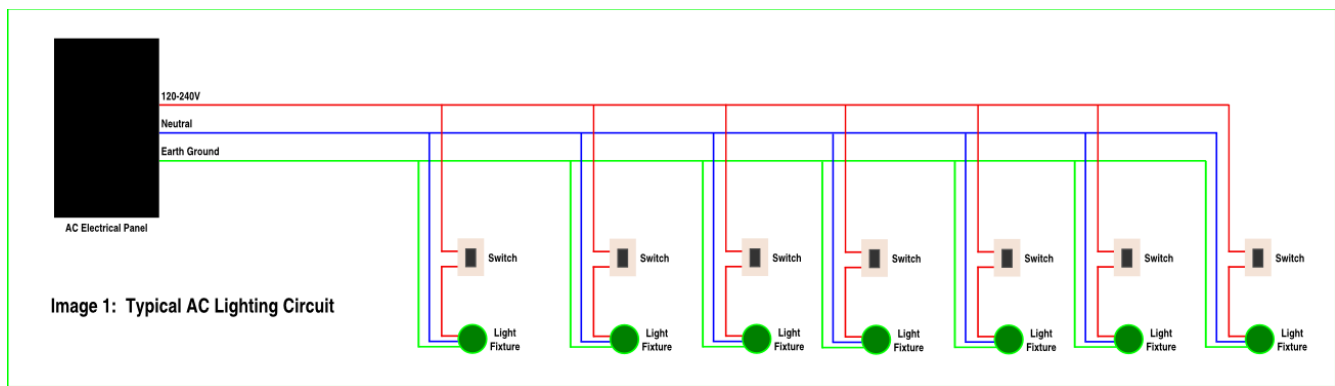 120-240V
Neutral
Earth Ground
AC Electrical Panel
Switch
Switch
Switch
Switch
Switch
Switch
Switch
Image 1: Typical AC Lighting Circuit
Light
Fixture
Light
Fixture
Light
Fixture
Light
Fixture
Light
Fixture
Light
Fixture
Light
Fixture